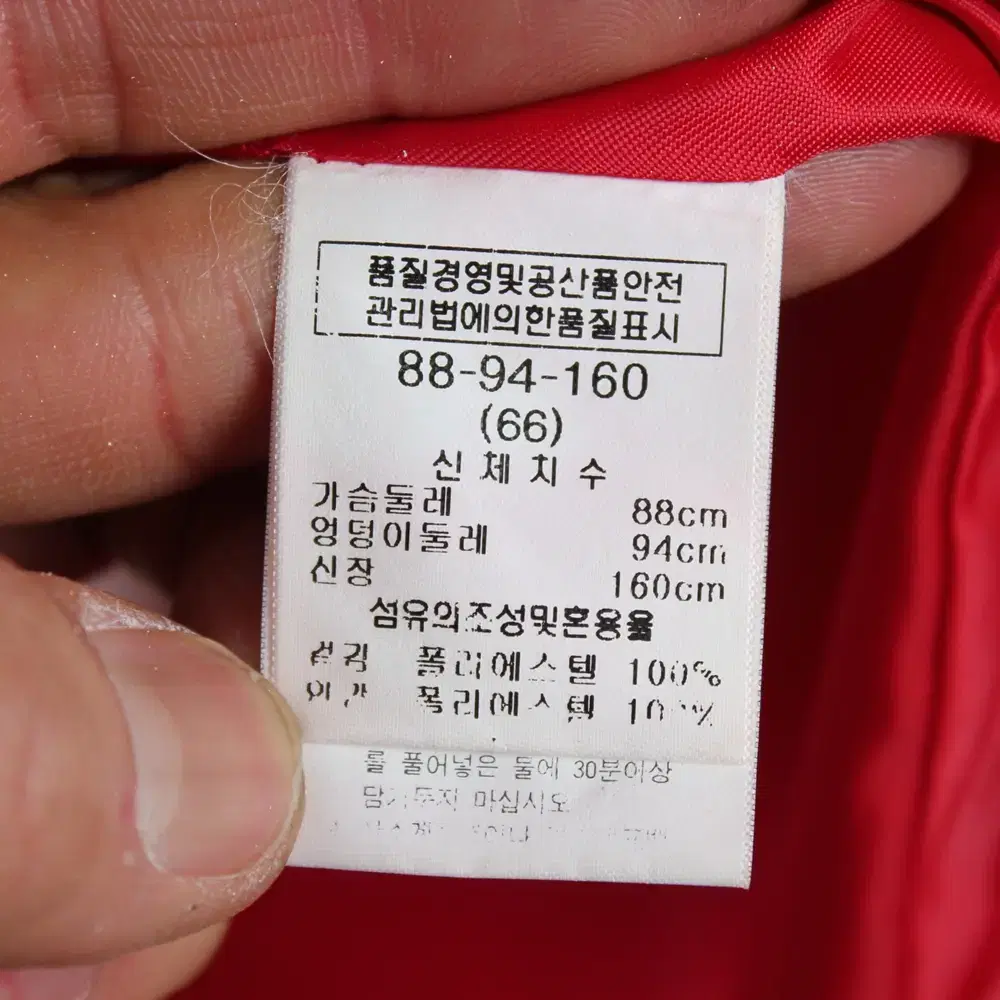 품질경영및공산품안전
관리법에의한품질표시
88-94-160
(66)
신체치수
가슴둘레 88cm
엉덩이둘레 94cm
신장 160cm
섬유의조성및혼용율
겉감 폴리에스텔 100%
폴리에스텔
를 풀어넣은 둘에 30분이상
마십시오